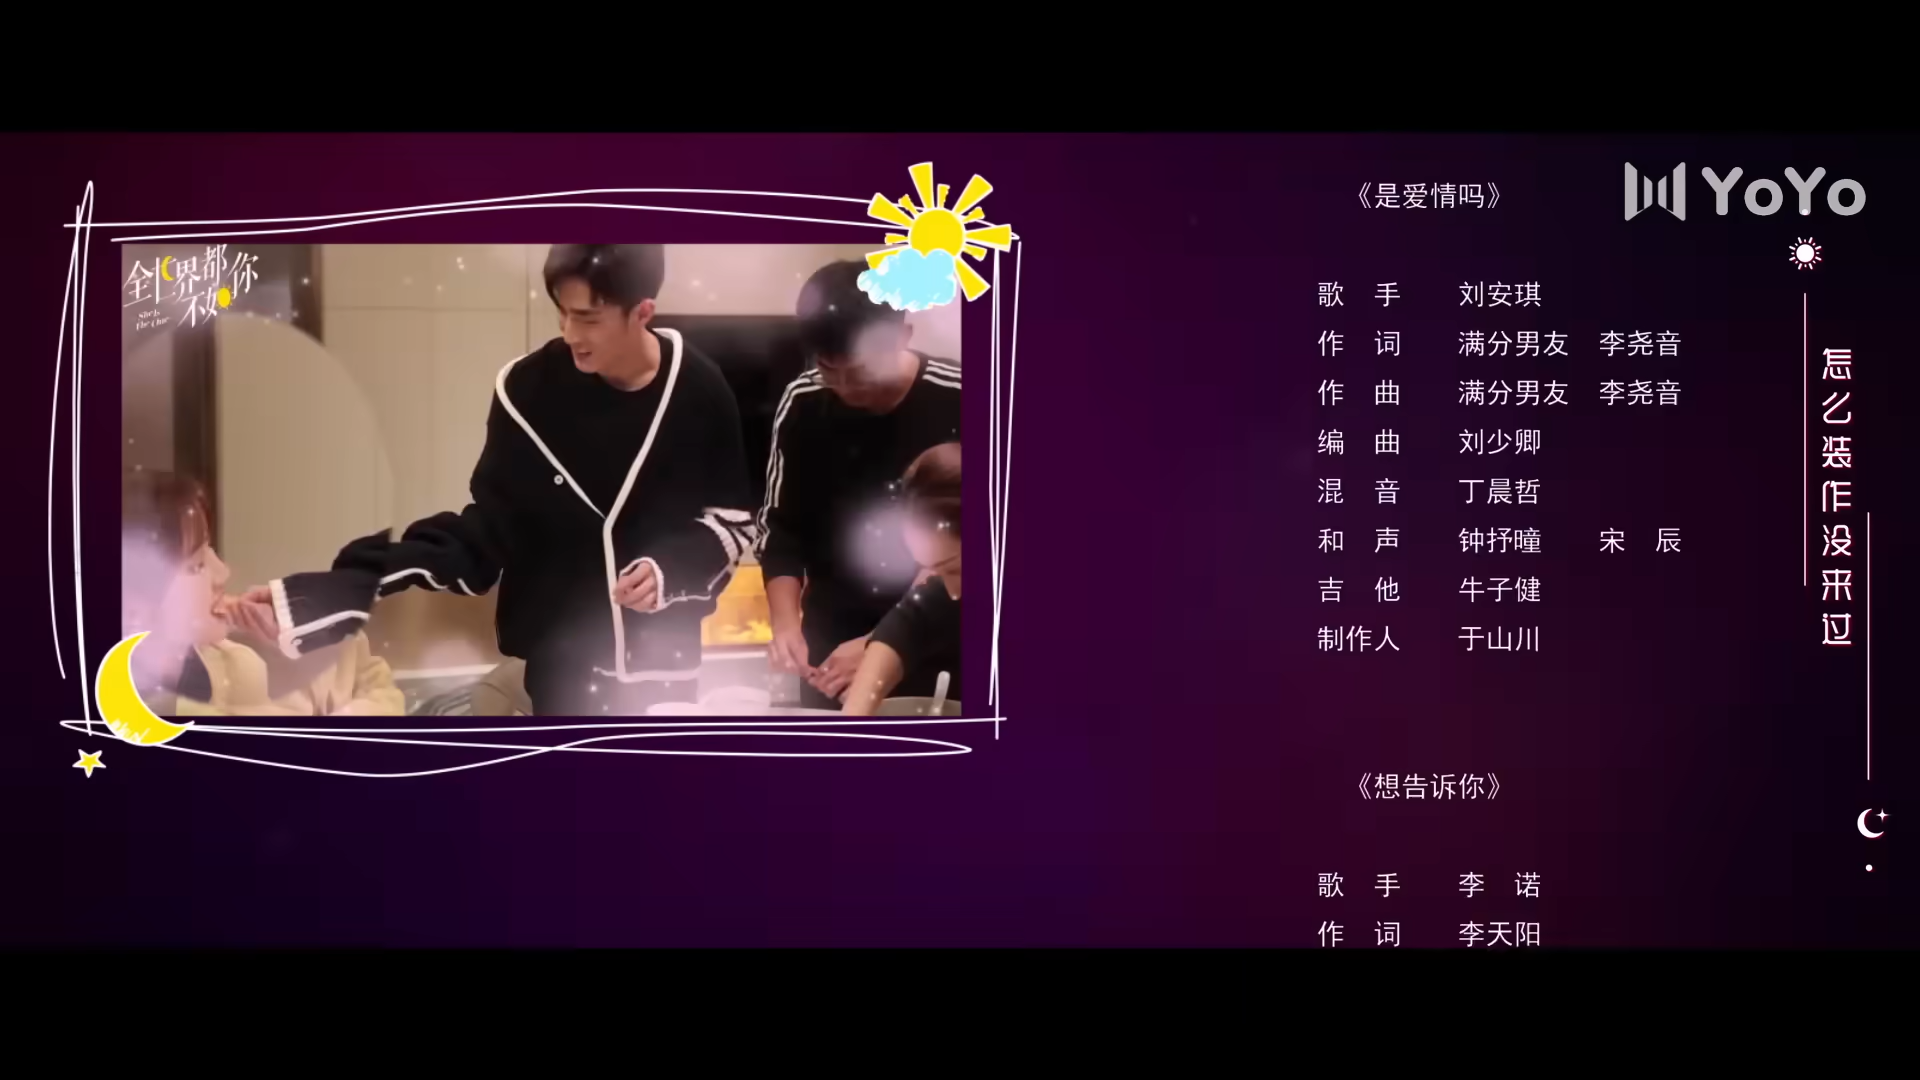 全世界都
不如你
She Is
The One
《是爱情吗》
歌 手 刘安琪
作 词 满分男友 李尧音
作 曲 满分男友 李尧音
编 曲 刘少卿
混 音 丁晨哲
和 声 钟抒曈 宋 辰
吉 他 牛子健
制作人 于山川
《想告诉你》
歌 手 李 诺
作 词 李天阳
YoYo
怎么装作没来过